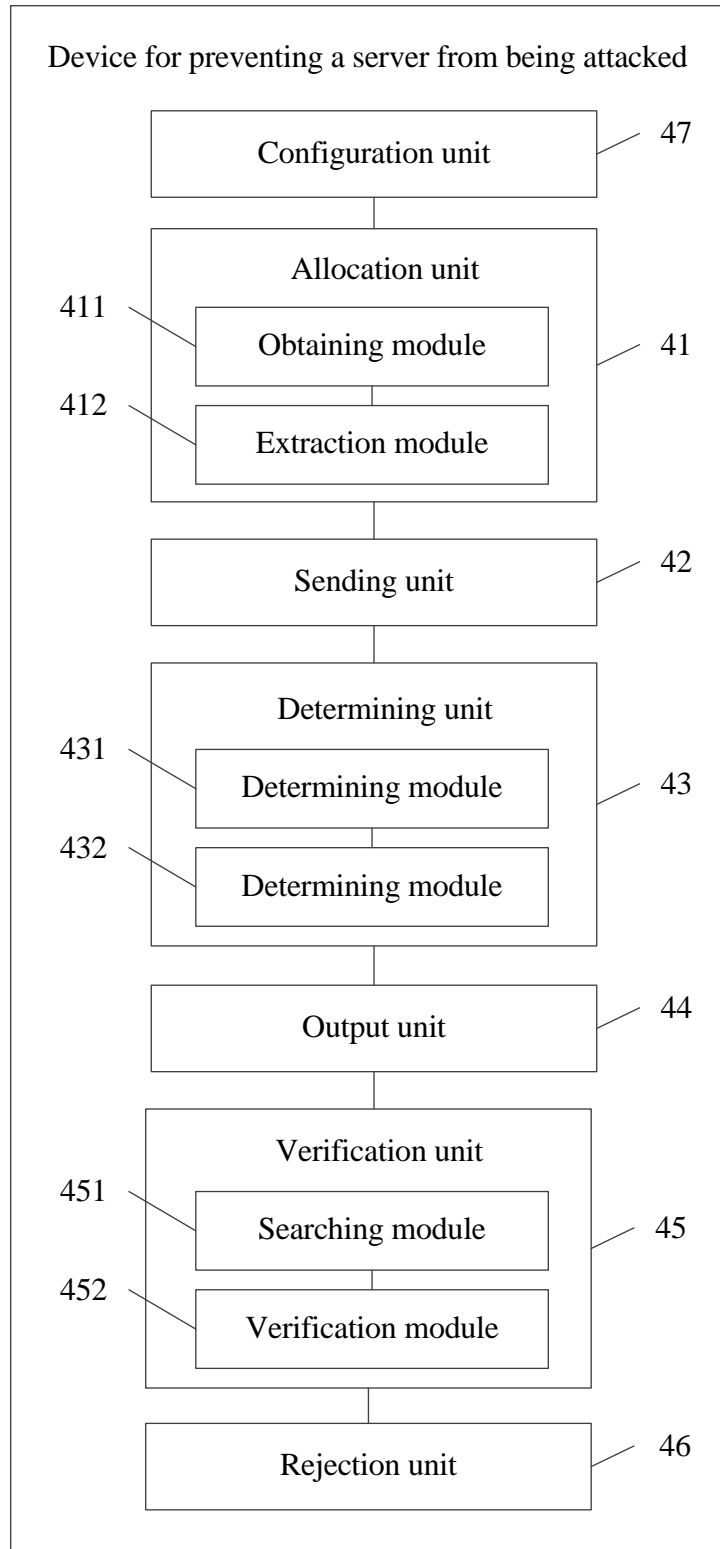 Device for preventing a server from being attacked
Configuration unit
47
Allocation unit
411
Obtaining module
41
412
Extraction module
Sending unit
42
Determining unit
431
Determining module
43
432
Determining module
Output unit
44
Verification unit
451
Searching module
45
452
Verification module
Rejection unit
46